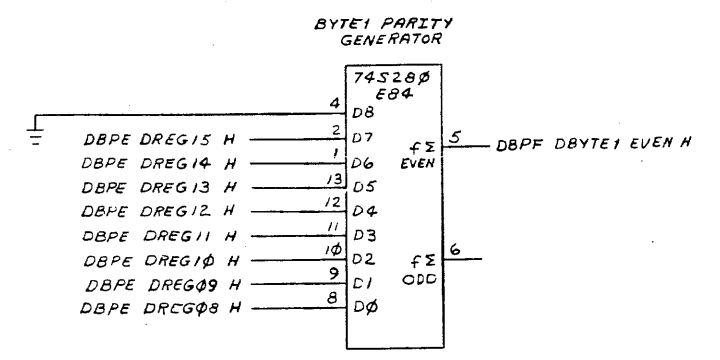 BYTE1 PARITY
GENERATOR
74S28Ø
E84
4 D8
DBPE DREG15 H 2 D7
fΣ 5 DBPF DBYTE1 EVEN H
EVEN
DBPE DREG14 H 1 D6
DBPE DREG13 H 13 D5
DBPE DREG12 H 12 D4
DBPE DREG11 H 11 D3
DBPE DREG1Ø H 1Ø D2
fΣ 6
ODD
DBPE DREGØ9 H 9 D1
DBPE DREGØ8 H 8 DØ